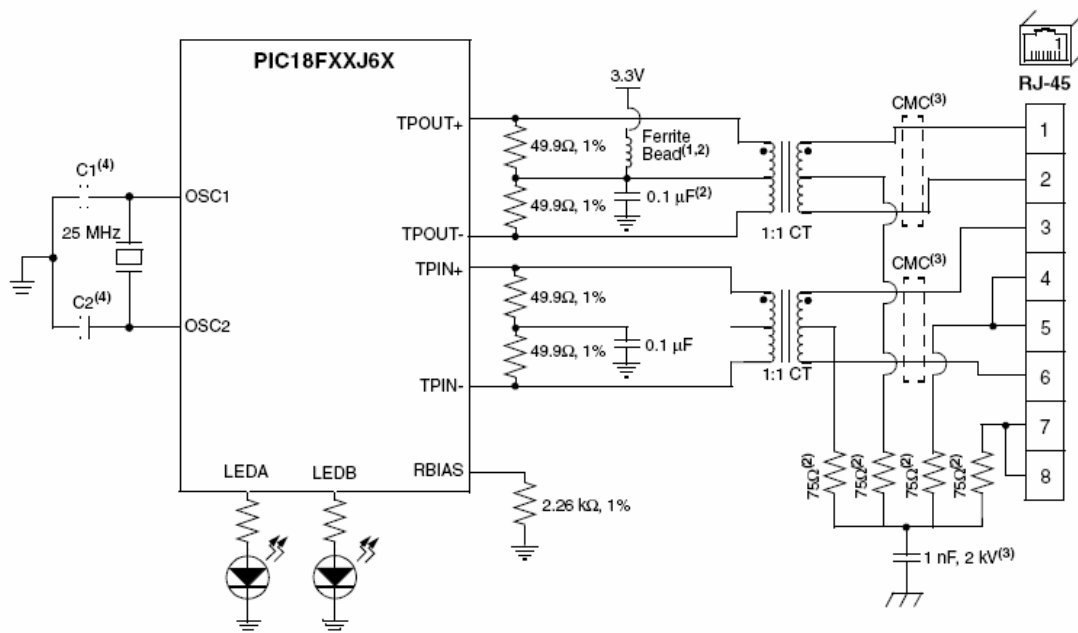 PIC18FXXJ6X
RJ-45
1
3.3V
CMC(3)
TPOUT+
49.9Ω, 1%
Ferrite
Bead(1,2)
1
C1(4)
OSC1
2
25 MHz
49.9Ω, 1%
0.1 µF(2)
TPOUT-
1:1 CT
3
TPIN+
CMC(3)
4
C2(4)
OSC2
49.9Ω, 1%
5
49.9Ω, 1%
0.1 µF
TPIN-
1:1 CT
6
7
LEDA
LEDB
RBIAS
75Ω(2)
75Ω(2)
75Ω(2)
75Ω(2)
8
2.26 kΩ, 1%
1 nF, 2 kV(3)